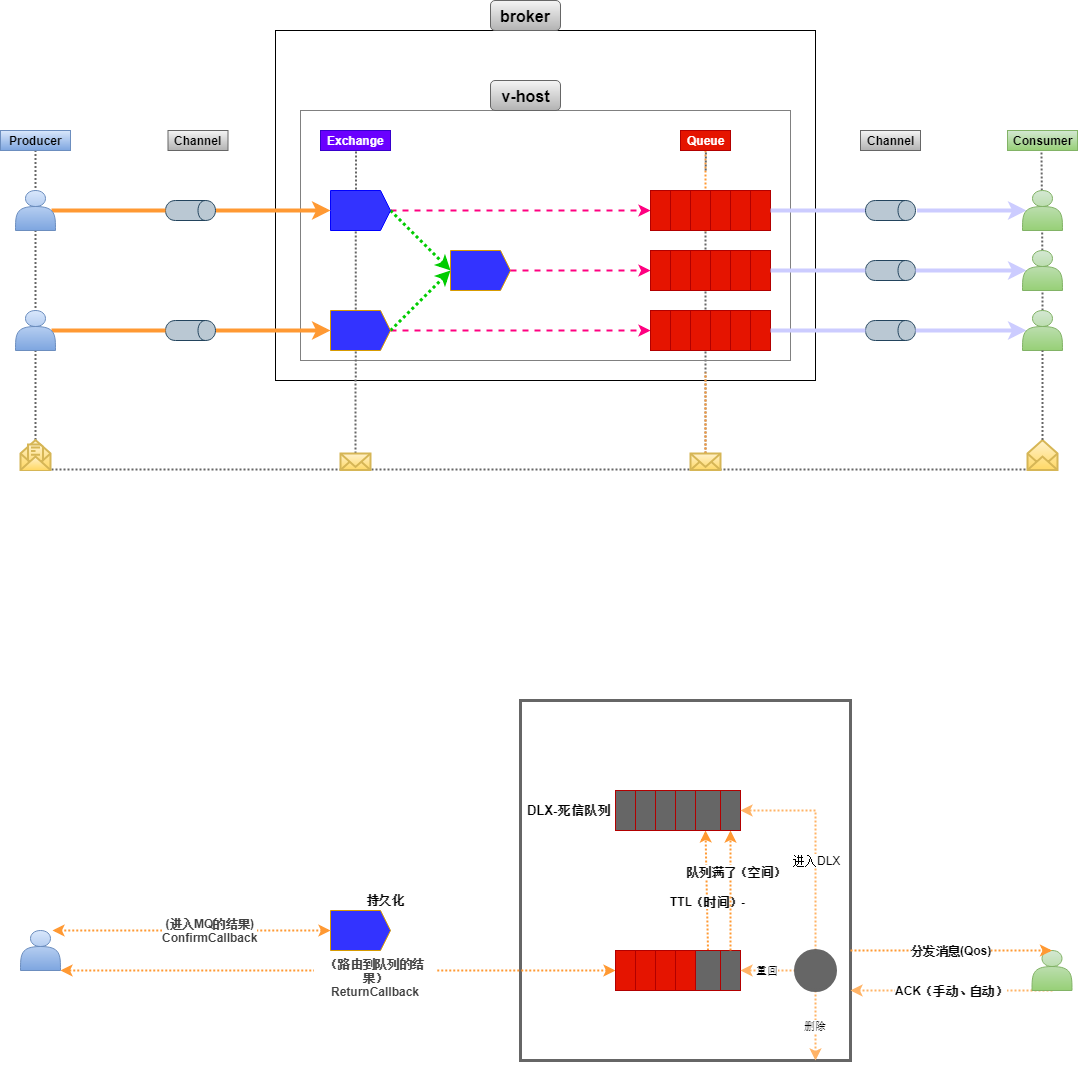 broker
v-host
Producer
Channel
Exchange
Queue
Channel
Consumer
DLX-死信队列
进入DLX
队列满了（空间）
TTL（时间）-
持久化
(进入MQ的结果)
ConfirmCallback
（路由到队列的结
果）
ReturnCallback
重回
分发消息(Qos)
ACK（手动、自动）
删除